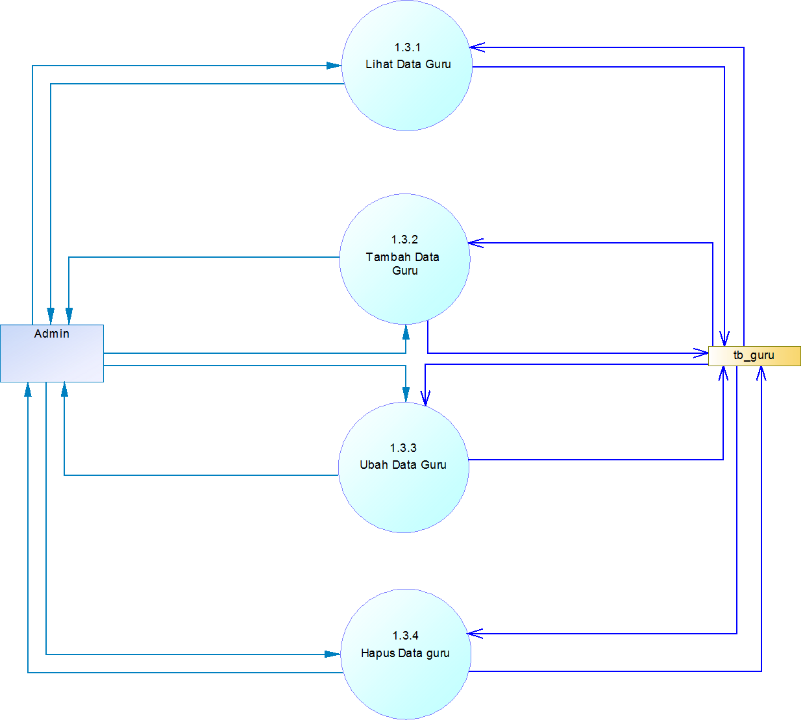 1.3.1
Lihat Data Guru
1.3.2
Tambah Data
Guru
Admin
tb_guru
1.3.3
Ubah Data Guru
1.3.4
Hapus Data guru